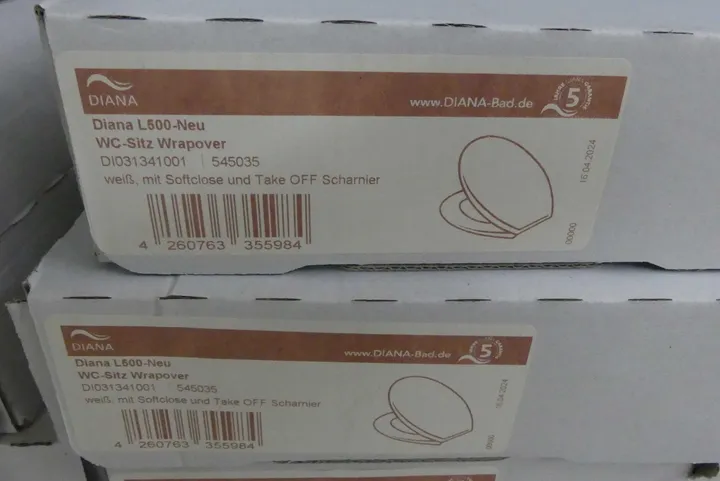 DIANA
www.DIANA-Bad.de
5
Diana L500-Neu
WC-Sitz Wrapover
DI031341001 545035
weiß, mit Softclose und Take OFF Scharnier
4 260763 355984
00000
16.04.2024
DIANA
www.DIANA-Bad.de
5
Diana L500-Neu
WC-Sitz Wrapover
DI031341001 545035
weiß, mit Softclose und Take OFF Scharnier
4 260763 355984
16.04.2024